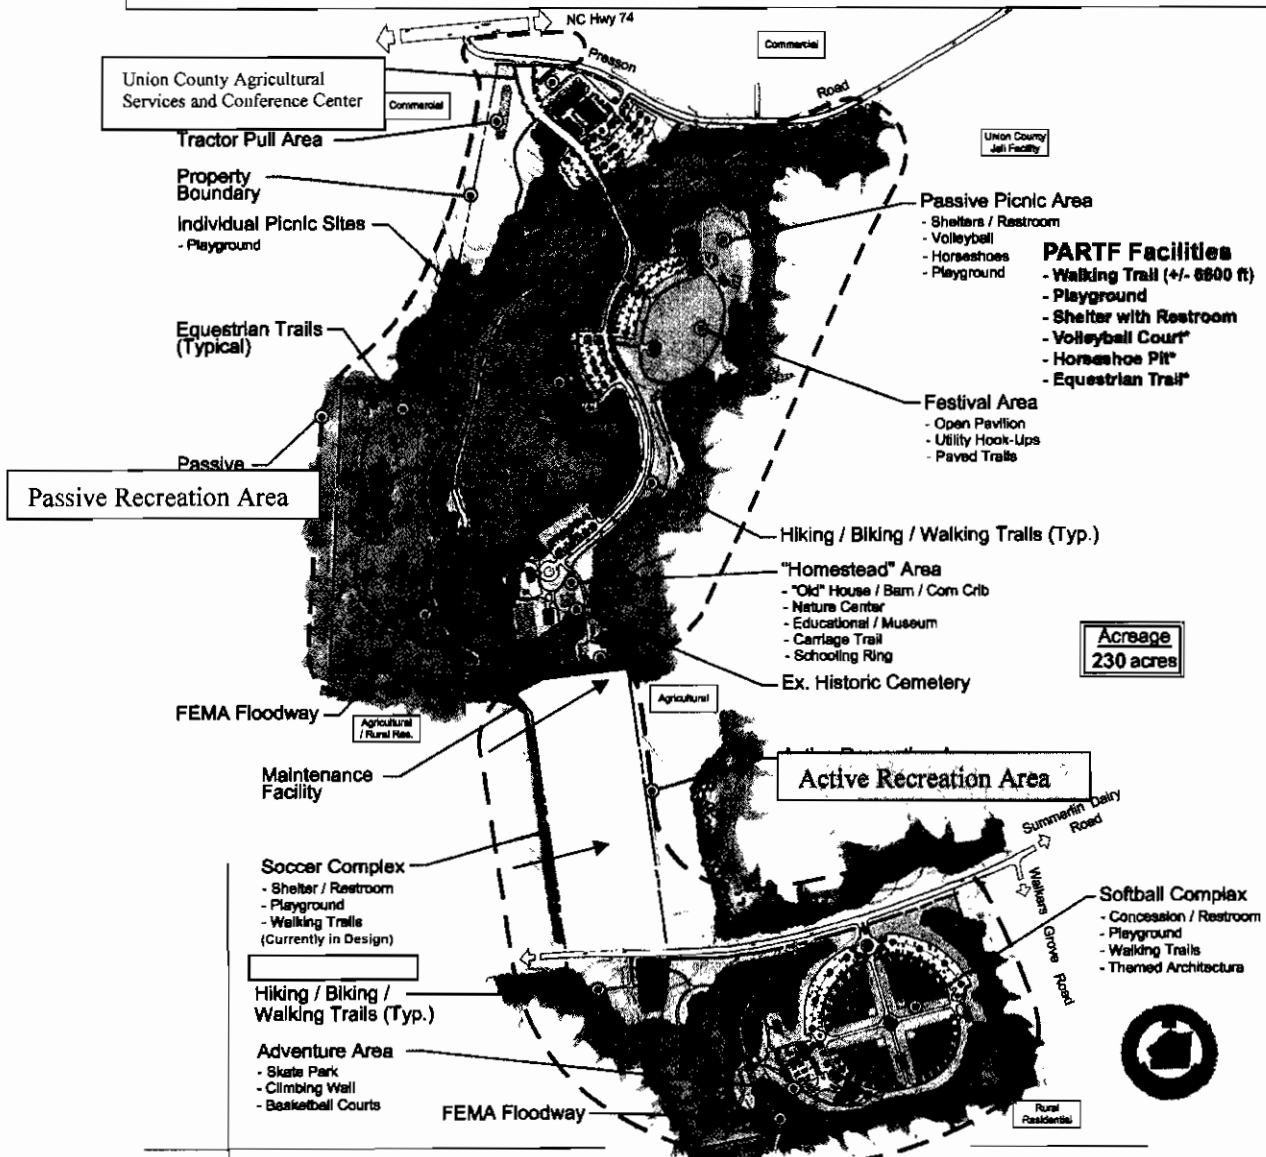 NC Hwy 74
Presson
Road
Commercial
Union County Agricultural
Services and Conference Center
Commercial
Tractor Pull Area
Union County
Jail Facility
Property
Boundary
Individual Picnic Sites
- Playground
Passive Picnic Area
- Shelters / Restroom
- Volleyball
- Horseshoes
- Playground
PARTF Facilities
- Walking Trail (+/- 6600 ft)
- Playground
- Shelter with Restroom
- Volleyball Court*
- Horseshoe Pit*
- Equestrian Trail*
Equestrian Trails
(Typical)
Festival Area
- Open Pavilion
- Utility Hook-Ups
- Paved Trails
Passive
Passive Recreation Area
Hiking / Biking / Walking Trails (Typ.)
"Homestead" Area
- "Old" House / Barn / Corn Crib
- Nature Center
- Educational / Museum
- Carriage Trail
- Schooling Ring
Acreage
230 acres
Ex. Historic Cemetery
Agricultural
FEMA Floodway
Agricultural
/ Rural Res.
Maintenance
Facility
Active Recreation Area
Summerlin Dairy
Road
Soccer Complex
- Shelter / Restroom
- Playground
- Walking Trails
(Currently in Design)
Walkers
Grove
Road
Softball Complex
- Concession / Restroom
- Playground
- Walking Trails
- Themed Architectura
Hiking / Biking /
Walking Trails (Typ.)
Adventure Area
- Skate Park
- Climbing Wall
- Basketball Courts
FEMA Floodway
Rural
Residential